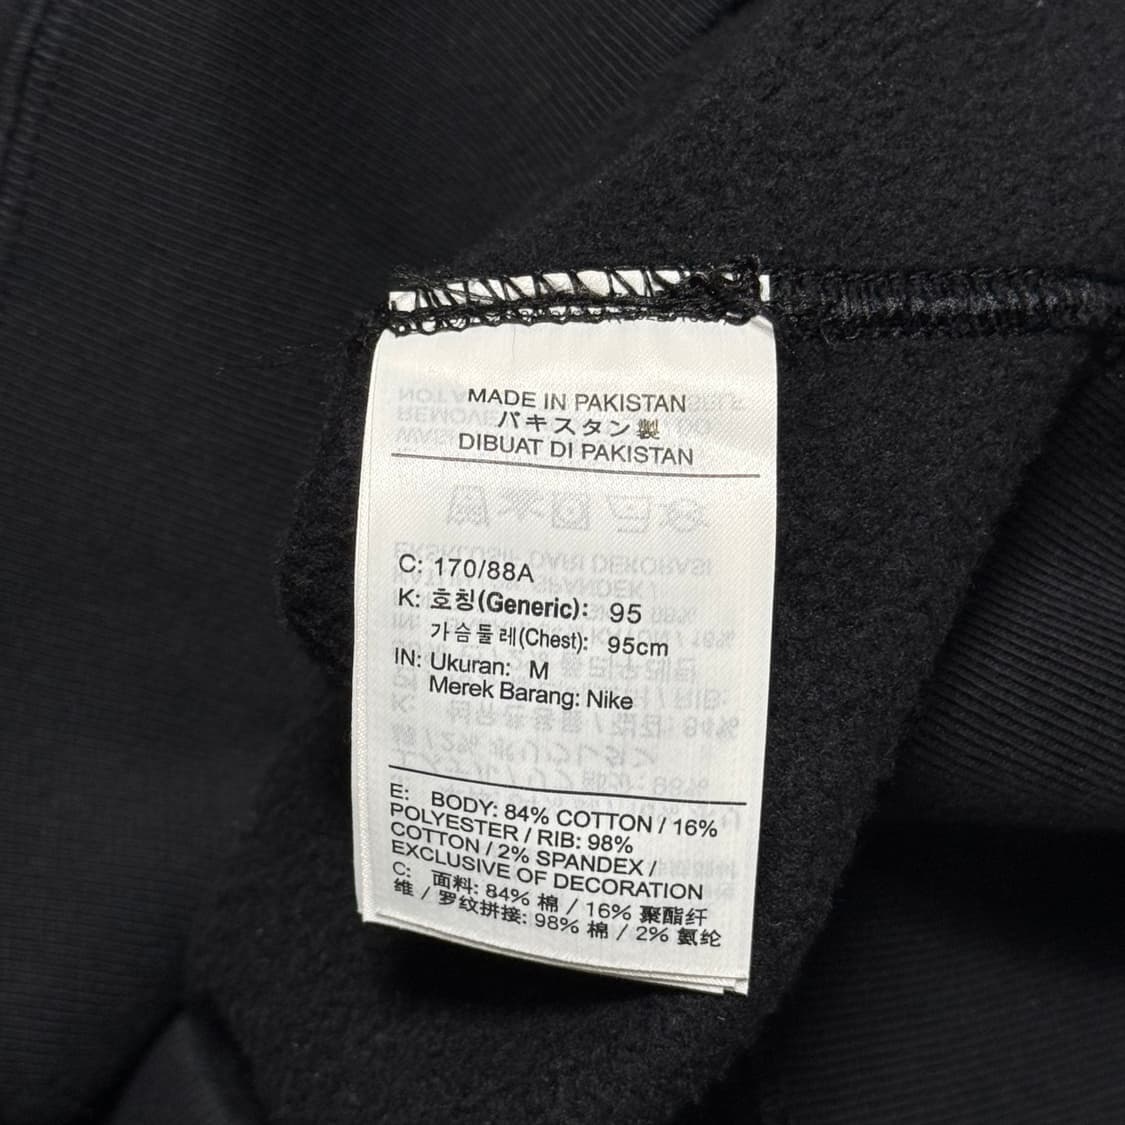 MADE IN PAKISTAN
パキスタン製
DIBUAT DI PAKISTAN
C: 170/88A
K: 호칭(Generic): 95
가슴둘레(Chest): 95cm
IN: Ukuran: M
Merek Barang: Nike
E: BODY: 84% COTTON / 16%
POLYESTER / RIB: 98%
COTTON / 2% SPANDEX /
EXCLUSIVE OF DECORATION
C: 面料: 84% 棉 / 16% 聚酯纤
维 / 罗纹拼接: 98% 棉 / 2% 氨纶